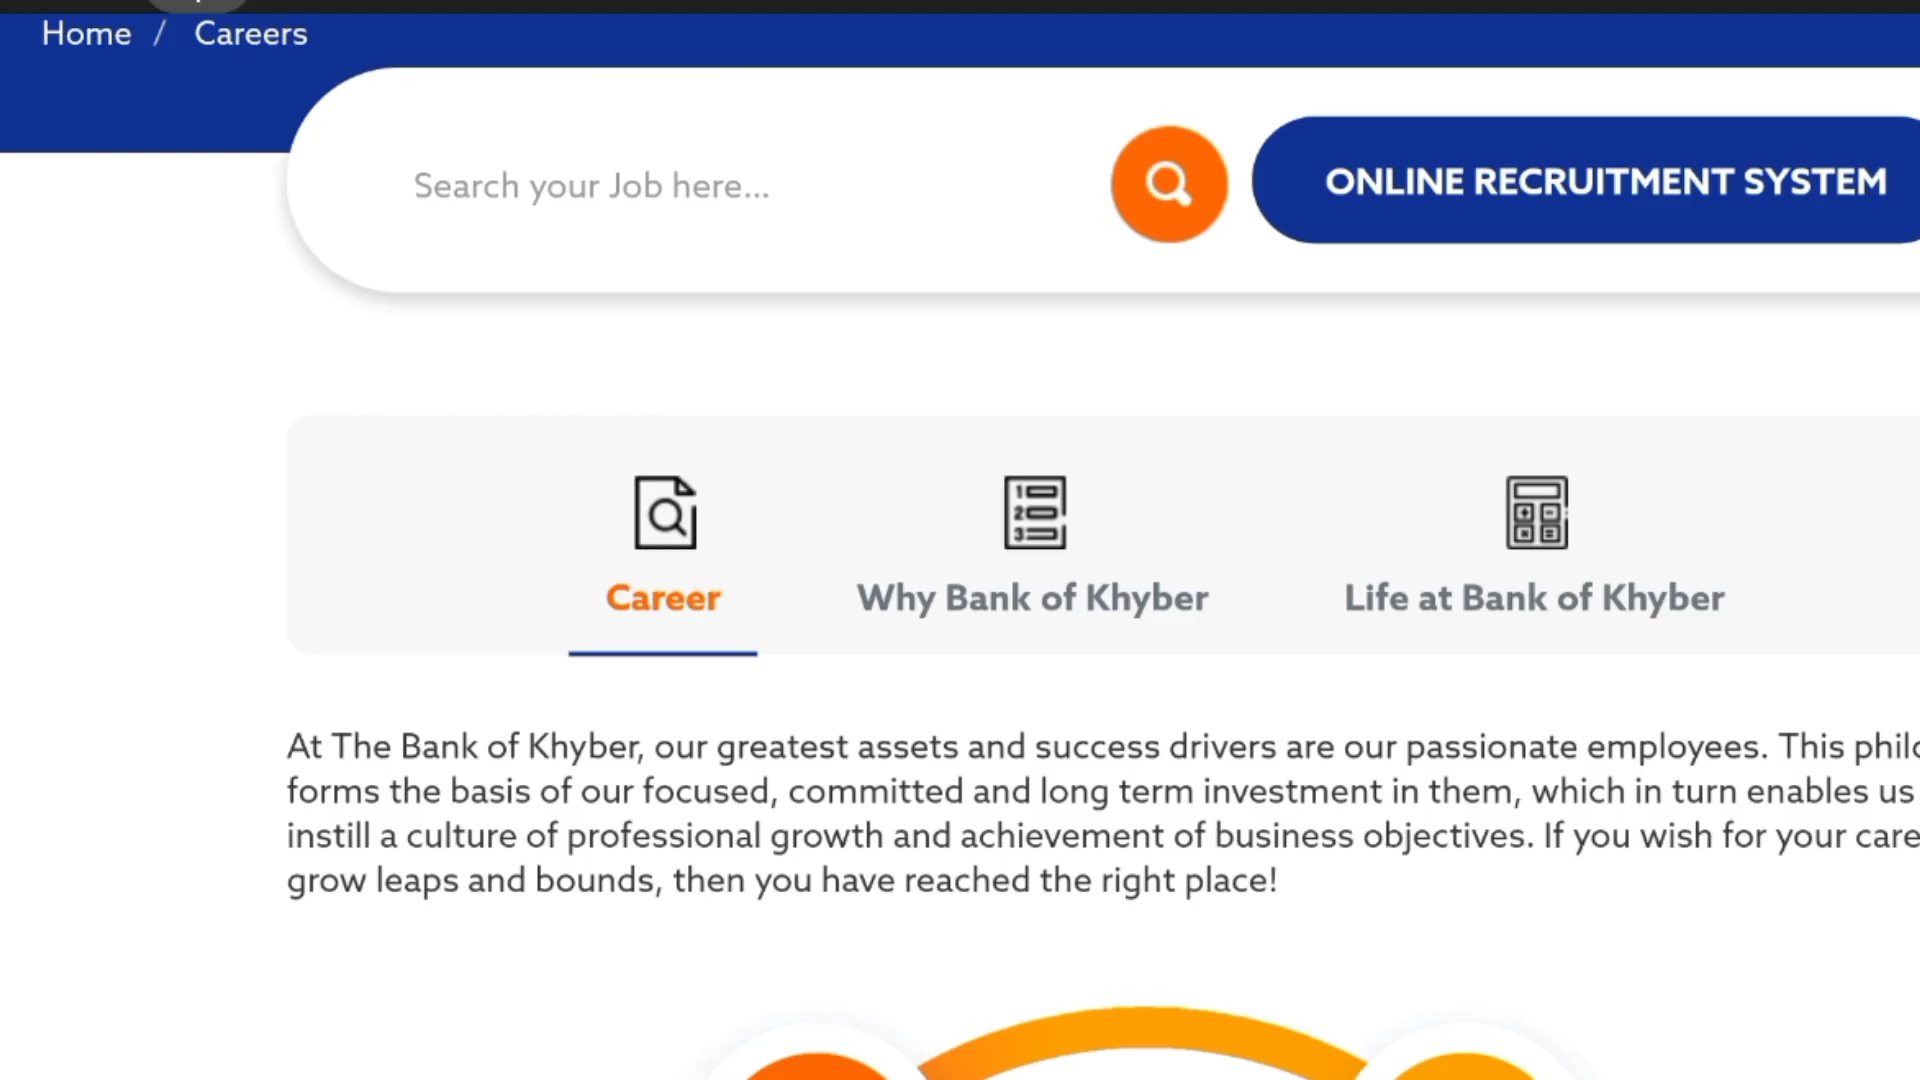 Home / Careers
Search your Job here...
ONLINE RECRUITMENT SYSTEM
Career
Why Bank of Khyber
Life at Bank of Khyber
At The Bank of Khyber, our greatest assets and success drivers are our passionate employees. This
forms the basis of our focused, committed and long term investment in them, which in turn enables us
instill a culture of professional growth and achievement of business objectives. If you wish for your
grow leaps and bounds, then you have reached the right place!